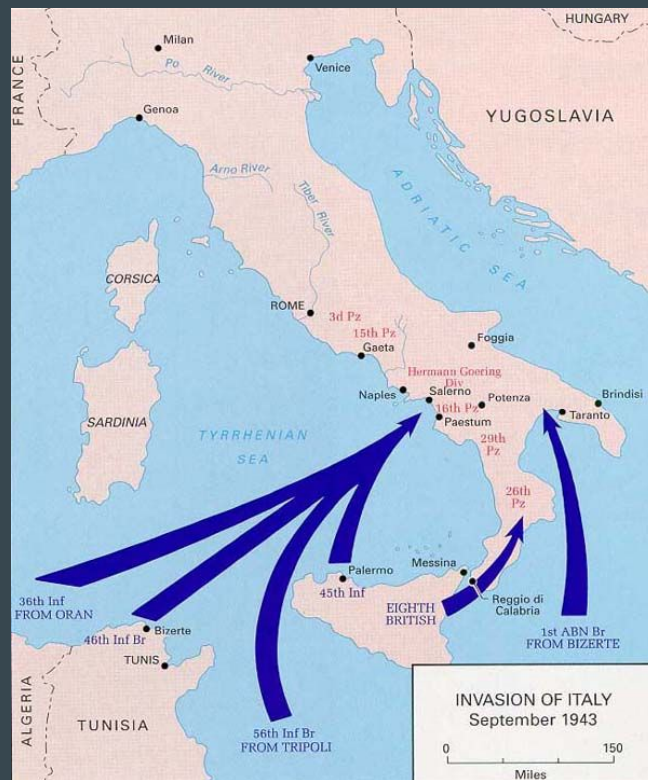 HUNGARY
FRANCE
Milan
Po River
Venice
Genoa
YUGOSLAVIA
Arno River
Tiber River
ADRIATIC SEA
CORSICA
ROME
3d Pz
15th Pz
Gaeta
Foggia
Hermann Goering
Div
Naples
Salerno
16th Pz
Potenza
Paestum
Brindisi
Taranto
SARDINIA
TYRRHENIAN
SEA
29th
Pz
26th
Pz
Messina
Palermo
45th Inf
Reggio di
Calabria
EIGHTH
BRITISH
36th Inf
FROM ORAN
46th Inf Br
Bizerte
TUNIS
1st ABN Br
FROM BIZERTE
ALGERIA
TUNISIA
56th Inf Br
FROM TRIPOLI
INVASION OF ITALY
September 1943
0 150
Miles